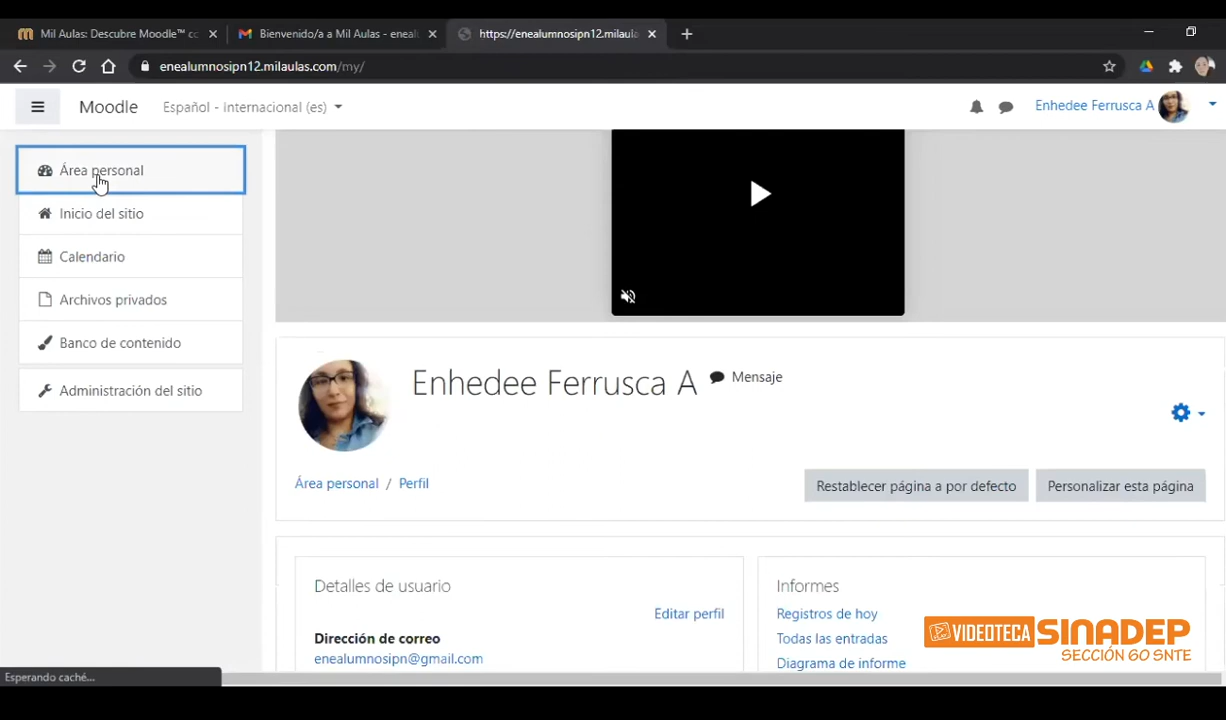 Mil Aulas: Descubre Moodle™ cc
Bienvenido/a a Mil Aulas - eneal
https://enealumnosipn12.milaula
enealumnosipn12.milaulas.com/my/
Moodle
Español - Internacional (es)
Enhedee Ferrusca A
Área personal
Inicio del sitio
Calendario
Archivos privados
Banco de contenido
Administración del sitio
Enhedee Ferrusca A
Mensaje
Área personal / Perfil
Restablecer página a por defecto
Personalizar esta página
Detalles de usuario
Editar perfil
Dirección de correo
enealumnosipn@gmail.com
Informes
Registros de hoy
Todas las entradas
Diagrama de informe
VIDEOTECA SINADEP
SECCIÓN 60 SNTE
Esperando caché...